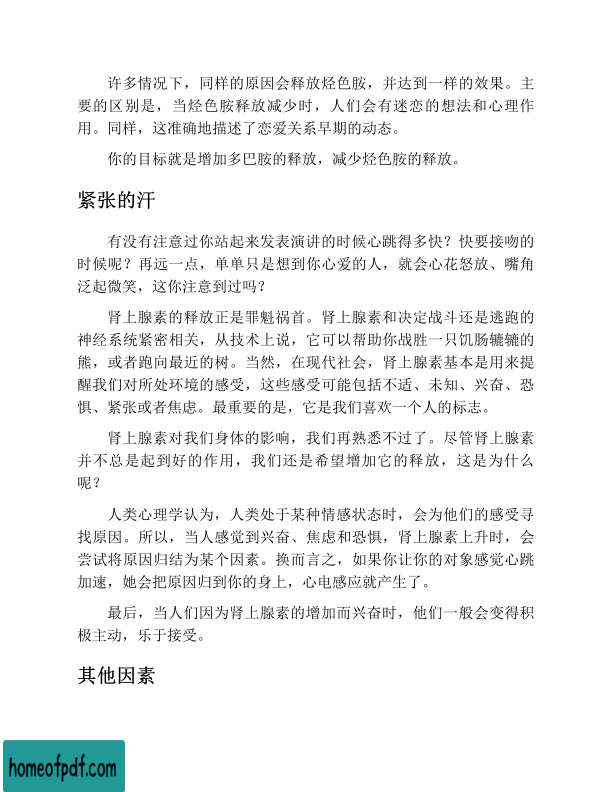 许多情况下，同样的原因会释放烃色胺，并达到一样的效果。主
要的区别是，当烃色胺释放减少时，人们会有迷恋的想法和心理作
用。同样，这准确地描述了恋爱关系早期的动态。
你的目标就是增加多巴胺的释放，减少烃色胺的释放。
紧张的汗
有没有注意过你站起来发表演讲的时候心跳得多快？快要接吻的
时候呢？再远一点，单单只是想到你心爱的人，就会心花怒放、嘴角
泛起微笑，这你注意到过吗？
肾上腺素的释放正是罪魁祸首。肾上腺素和决定战斗还是逃跑的
神经系统紧密相关，从技术上说，它可以帮助你战胜一只饥肠辘辘的
熊，或者跑向最近的树。当然，在现代社会，肾上腺素基本是用来提
醒我们对所处环境的感受，这些感受可能包括不适、未知、兴奋、恐
惧、紧张或者焦虑。最重要的是，它是我们喜欢一个人的标志。
肾上腺素对我们身体的影响，我们再熟悉不过了。尽管肾上腺素
并不总是起到好的作用，我们还是希望增加它的释放，这是为什么
呢？
人类心理学认为，人类处于某种情感状态时，会为他们的感受寻
找原因。所以，当人感觉到兴奋、焦虑和恐惧，肾上腺素上升时，会
尝试将原因归结为某个因素。换而言之，如果你让你的对象感觉心跳
加速，她会把原因归到你的身上，心电感应就产生了。
最后，当人们因为肾上腺素的增加而兴奋时，他们一般会变得积
极主动，乐于接受。
其他因素
homeofpdf.com